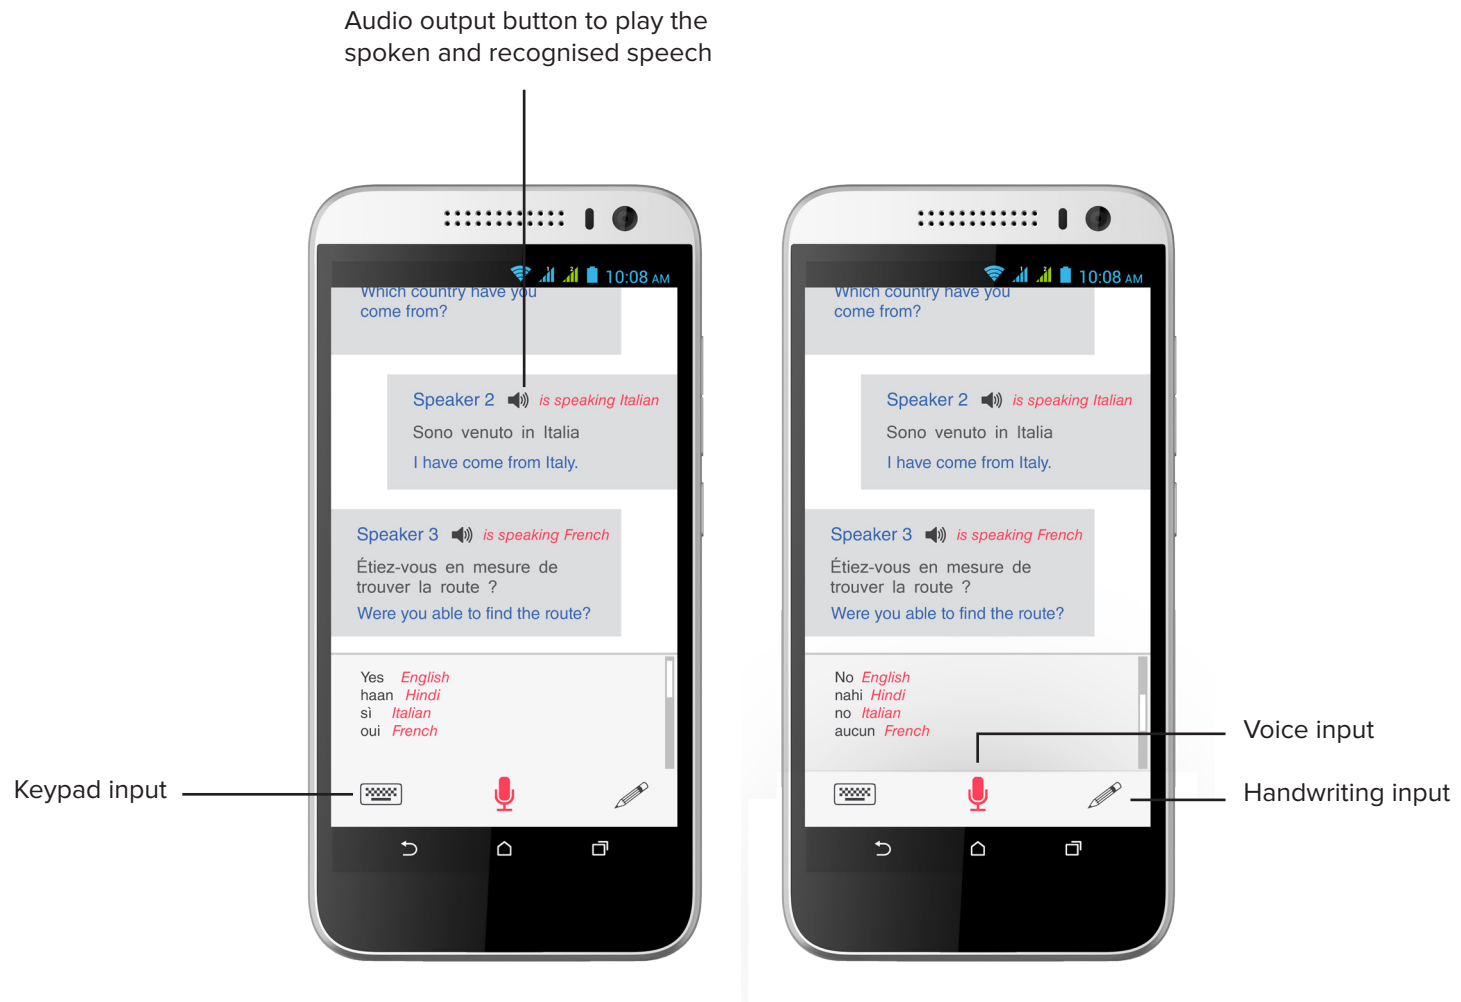 Audio output button to play the
spoken and recognised speech
10:08 AM
Which country have you
come from?
Speaker 2 is speaking Italian
Sono venuto in Italia
I have come from Italy.
Speaker 3 is speaking French
Étiez-vous en mesure de
trouver la route ?
Were you able to find the route?
Yes English
haan Hindi
sì Italian
oui French
Keypad input
10:08 AM
Which country have you
come from?
Speaker 2 is speaking Italian
Sono venuto in Italia
I have come from Italy.
Speaker 3 is speaking French
Étiez-vous en mesure de
trouver la route ?
Were you able to find the route?
No English
nahi Hindi
no Italian
aucun French
Voice input
Handwriting input